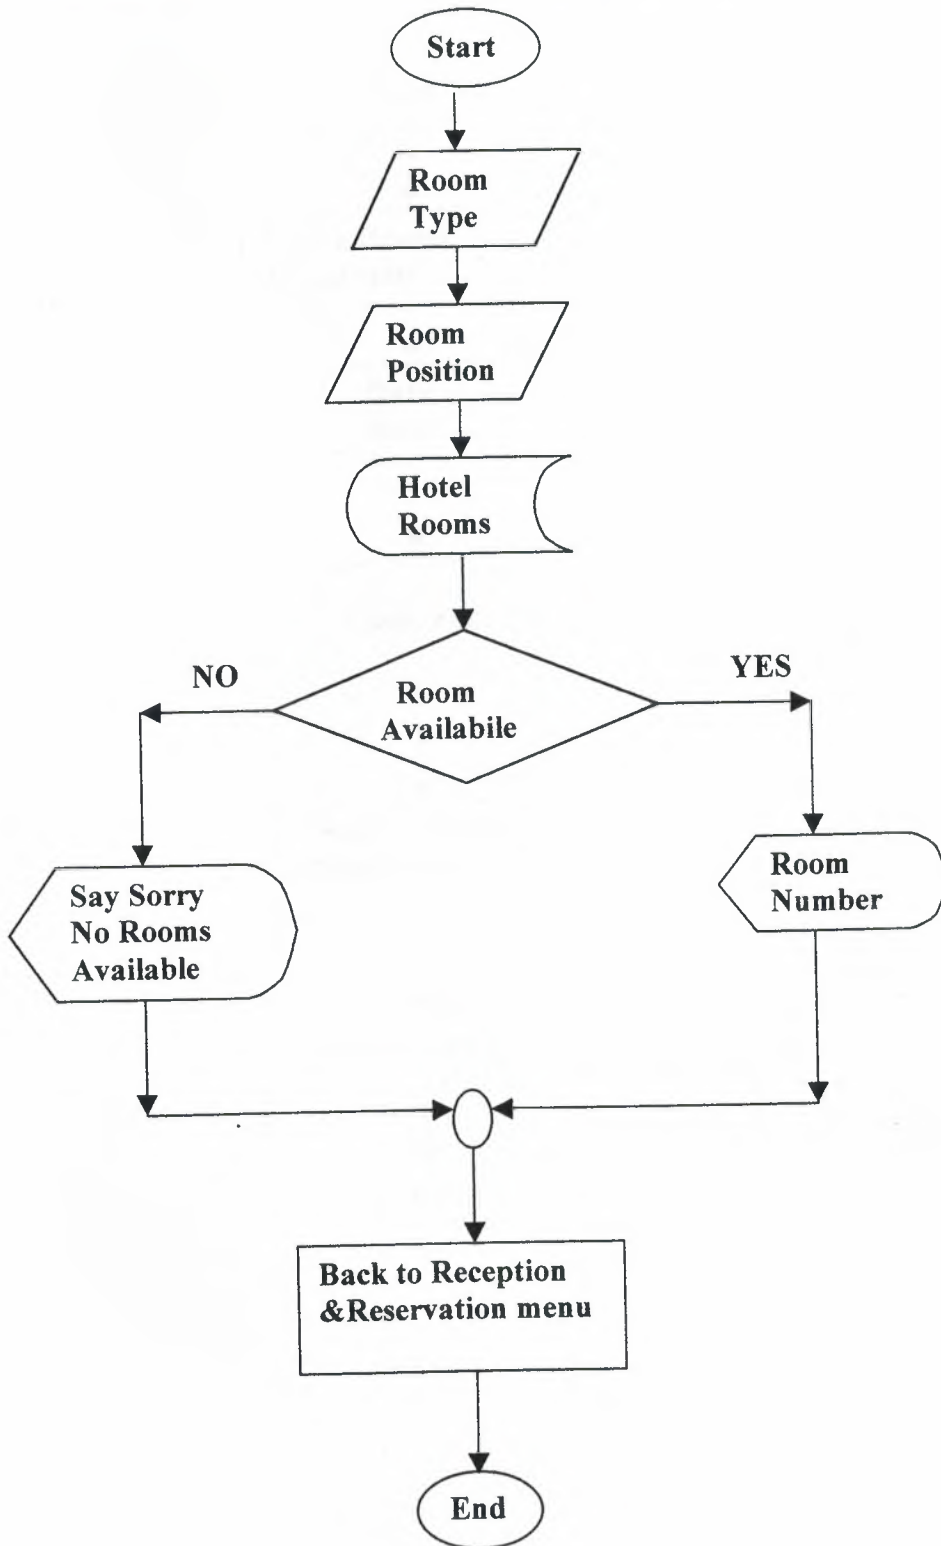 Start
Room
Type
Room
Position
Hotel
Rooms
NO
YES
Room
Availabile
Say Sorry
No Rooms
Available
Room
Number
Back to Reception
&Reservation menu
End